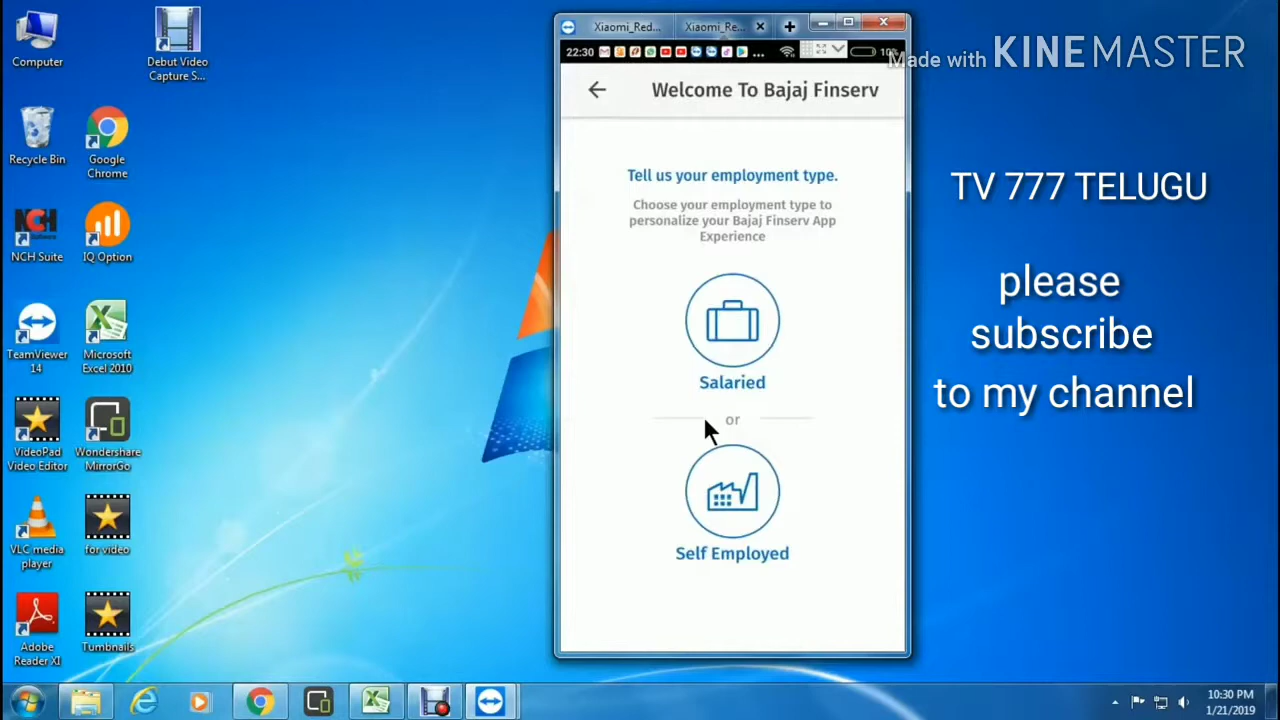 Computer
Debut Video
Capture S...
Recycle Bin
Google
Chrome
NCH
NCH Suite
IQ Option
TeamViewer
14
Microsoft
Excel 2010
VideoPad
Video Editor
Wondershare
MirrorGo
VLC media
player
for video
Adobe
Reader XI
Tumbnails
Xiaomi_Red...
Xiaomi_Re...
22:30
...
Welcome To Bajaj Finserv
Tell us your employment type.
Choose your employment type to
personalize your Bajaj Finserv App
Experience
Salaried
or
Self Employed
Made with KINEMASTER
TV 777 TELUGU
please
subscribe
to my channel
10:30 PM
1/21/2019